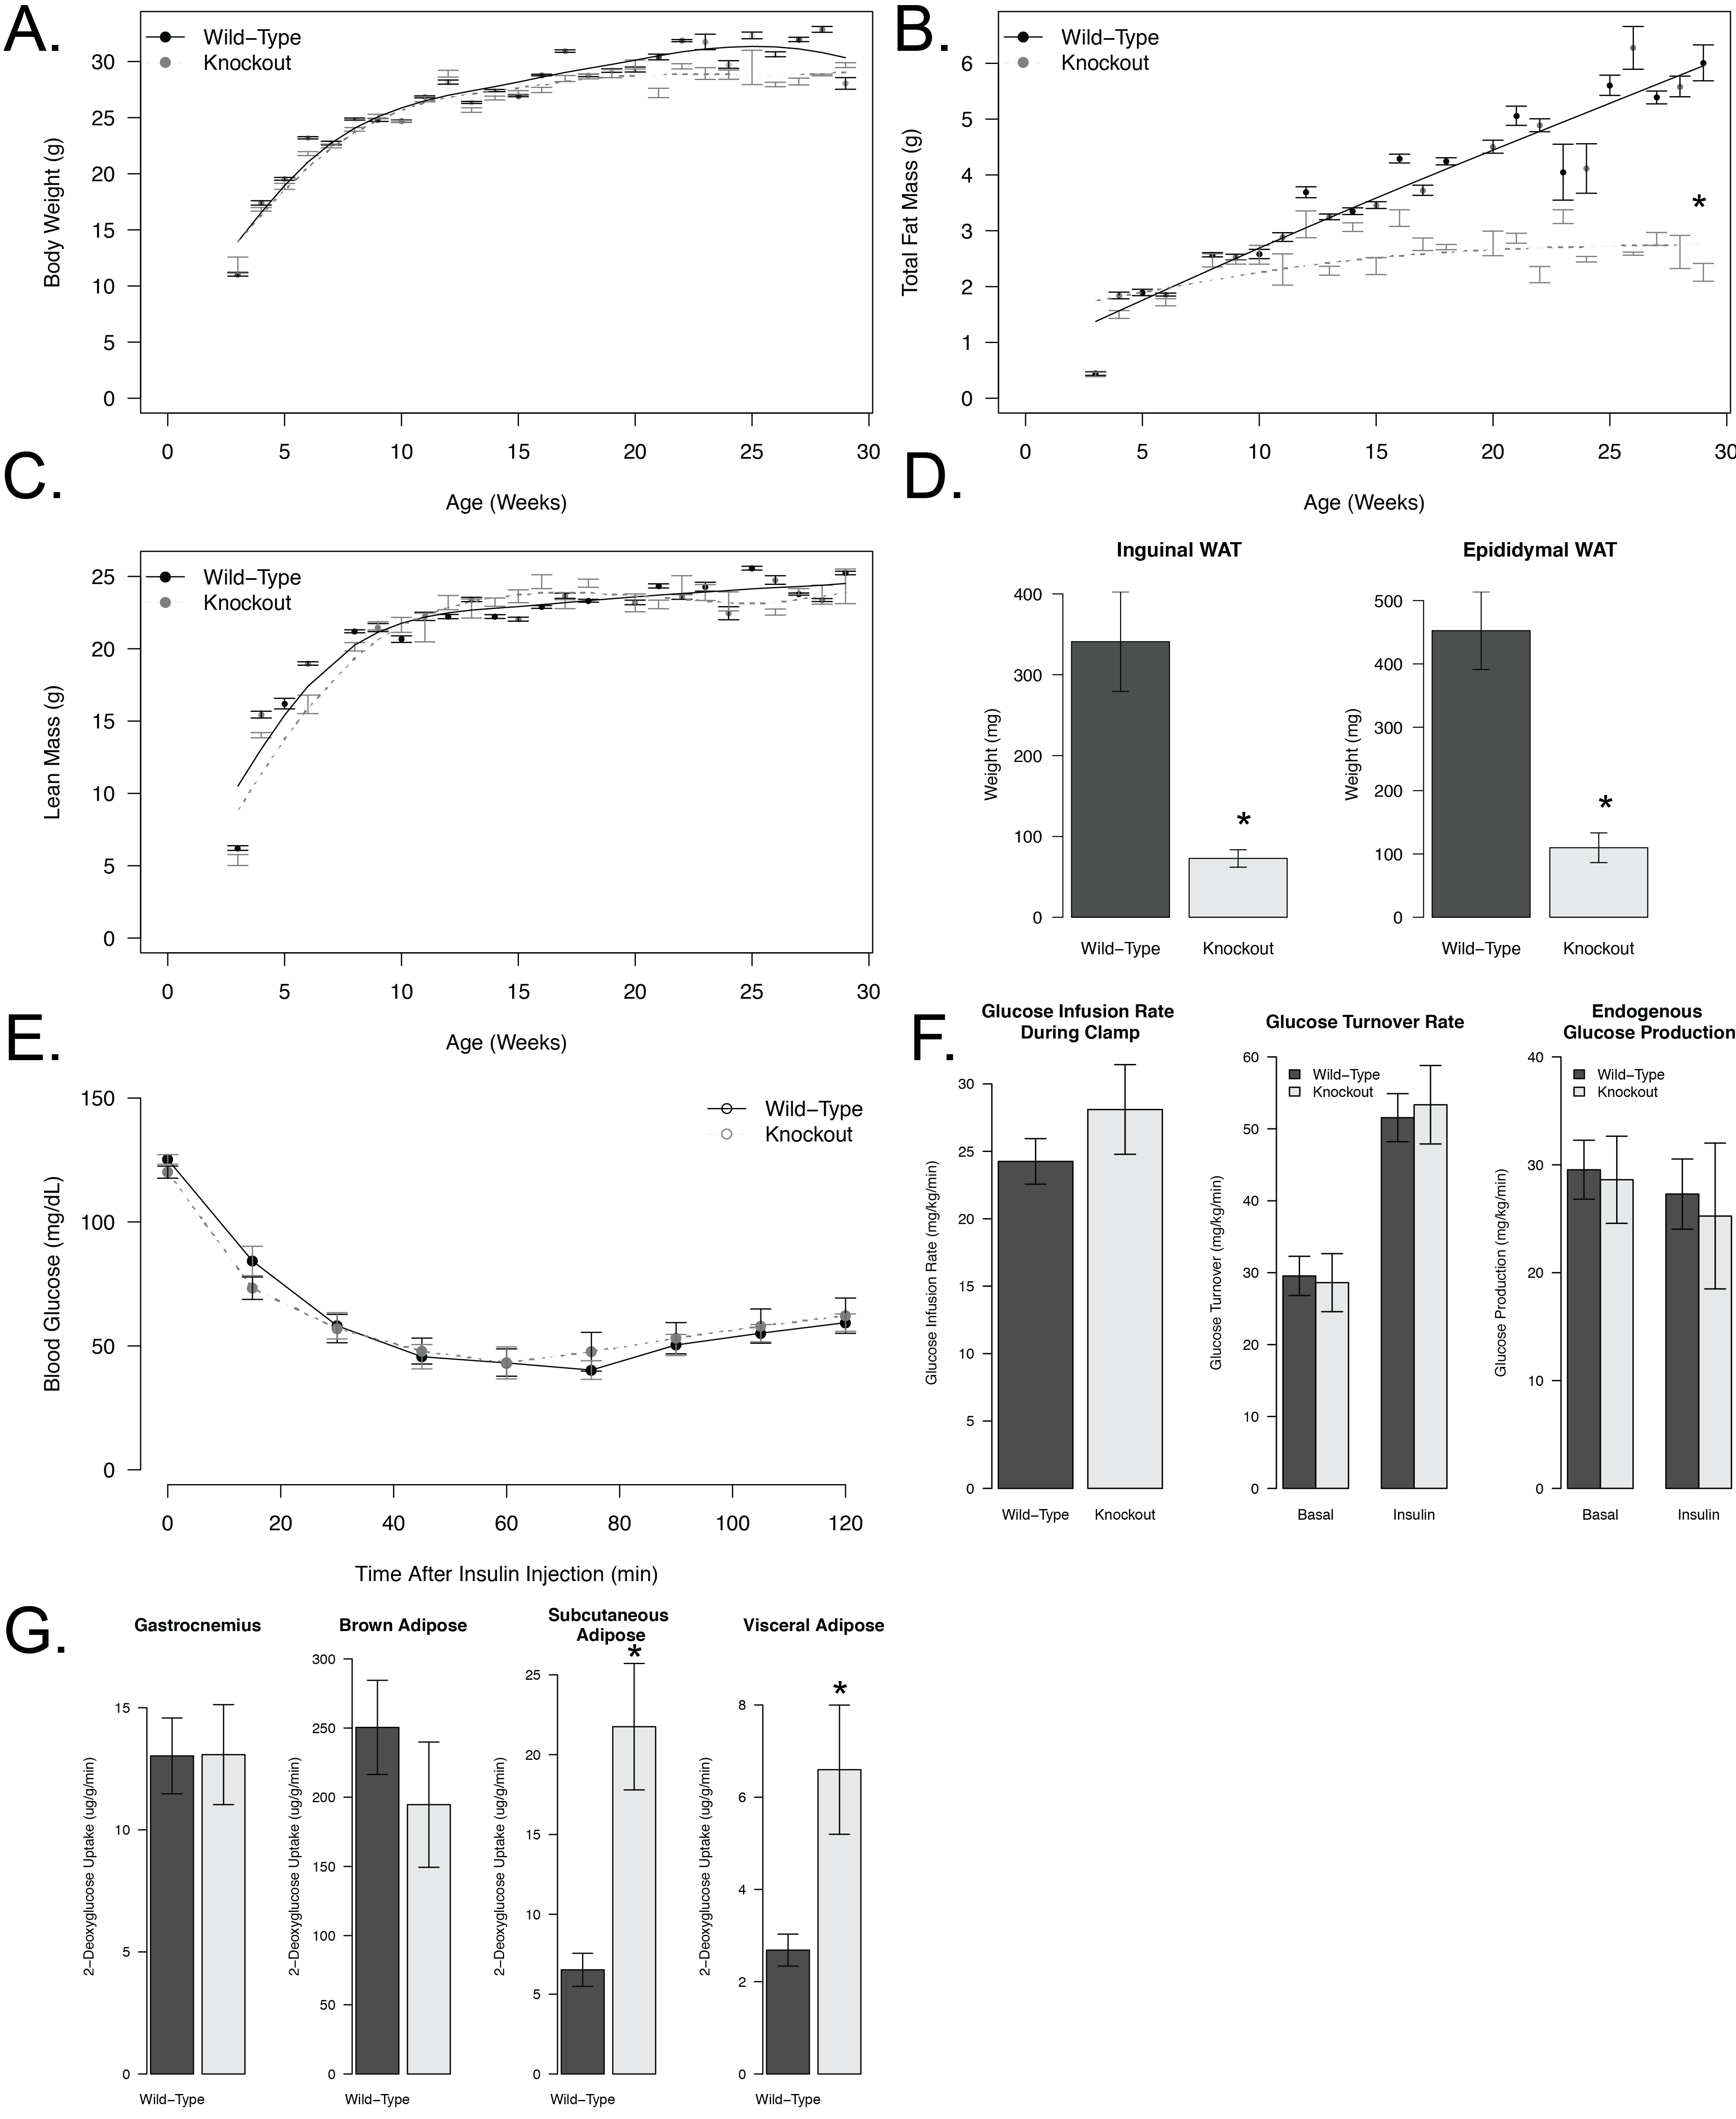 A.
Wild−Type
Knockout
Body Weight (g)
30
25
20
15
10
5
0
0 5 10 15 20 25 30
Age (Weeks)
B.
Wild−Type
Knockout
Total Fat Mass (g)
6
5
4
3
2
1
0
*
0 5 10 15 20 25 30
Age (Weeks)
C.
Wild−Type
Knockout
Lean Mass (g)
25
20
15
10
5
0
0 5 10 15 20 25 30
Age (Weeks)
D.
Inguinal WAT
Weight (mg)
400
300
200
100
0
*
Wild−Type Knockout
Epididymal WAT
Weight (mg)
500
400
300
200
100
0
*
Wild−Type Knockout
E.
Wild−Type
Knockout
Blood Glucose (mg/dL)
150
100
50
0
0 20 40 60 80 100 120
Time After Insulin Injection (min)
F.
Glucose Infusion Rate
During Clamp
Glucose Infusion Rate (mg/kg/min)
30
25
20
15
10
5
0
Wild−Type Knockout
Glucose Turnover Rate
Wild−Type
Knockout
Glucose Turnover (mg/kg/min)
60
50
40
30
20
10
0
Basal Insulin
Endogenous
Glucose Production
Wild−Type
Knockout
Glucose Production (mg/kg/min)
40
30
20
10
0
Basal Insulin
G.
Gastrocnemius
2−Deoxyglucose Uptake (ug/g/min)
15
10
5
0
Wild−Type
Brown Adipose
2−Deoxyglucose Uptake (ug/g/min)
300
250
200
150
100
50
0
Wild−Type
Subcutaneous
Adipose
*
2−Deoxyglucose Uptake (ug/g/min)
25
20
15
10
5
0
Wild−Type
Visceral Adipose
*
2−Deoxyglucose Uptake (ug/g/min)
8
6
4
2
0
Wild−Type